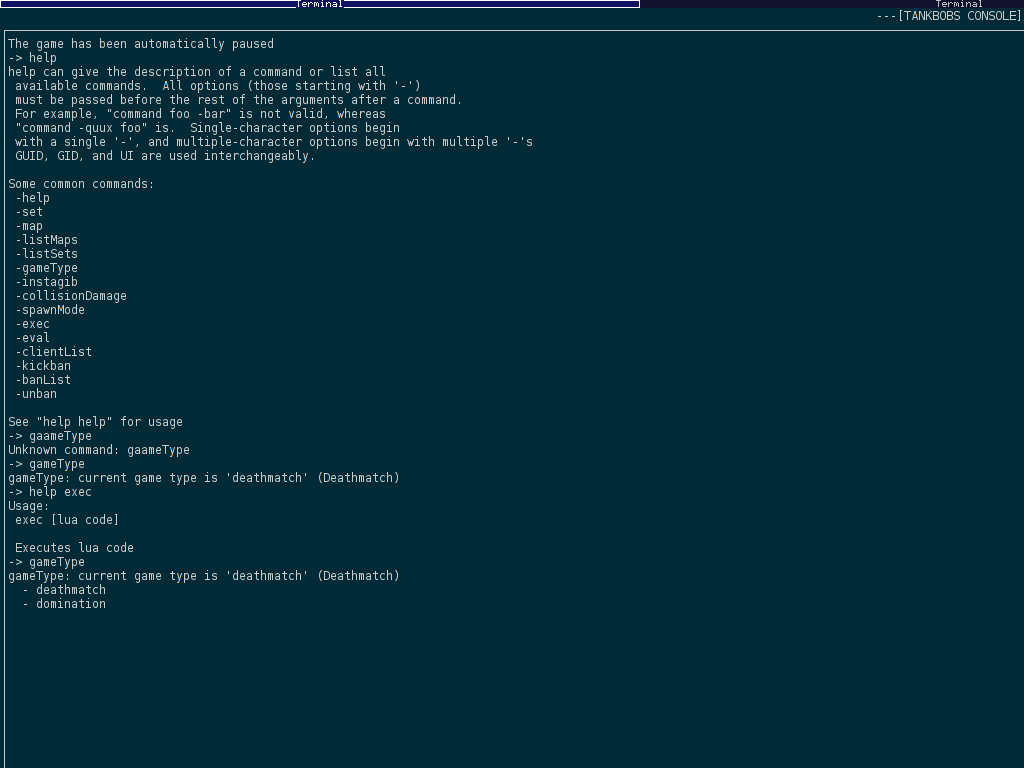 Terminal
Terminal
---[TANKBOBS CONSOLE]
The game has been automatically paused
-> help
help can give the description of a command or list all
available commands.  All options (those starting with '-')
must be passed before the rest of the arguments after a command.
For example, "command foo -bar" is not valid, whereas
"command -quux foo" is.  Single-character options begin
with a single '-', and multiple-character options begin with multiple '-'s
GUID, GID, and UI are used interchangeably.
Some common commands:
-help
-set
-map
-listMaps
-listSets
-gameType
-instagib
-collisionDamage
-spawnMode
-exec
-eval
-clientList
-kickban
-banList
-unban
See "help help" for usage
-> gaameType
Unknown command: gaameType
-> gameType
gameType: current game type is 'deathmatch' (Deathmatch)
-> help exec
Usage:
exec [lua code]
Executes lua code
-> gameType
gameType: current game type is 'deathmatch' (Deathmatch)
- deathmatch
- domination